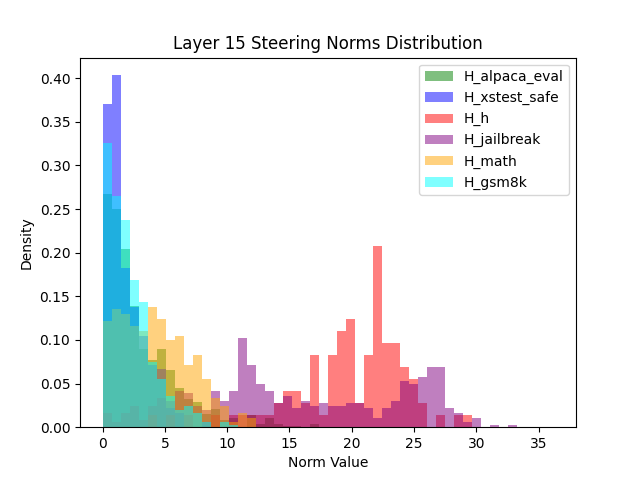 Layer 15 Steering Norms Distribution
H_alpaca_eval
H_xstest_safe
H_h
H_jailbreak
H_math
H_gsm8k
0.40
0.35
0.30
0.25
0.20
0.15
0.10
0.05
0.00
Density
0 5 10 15 20 25 30 35
Norm Value